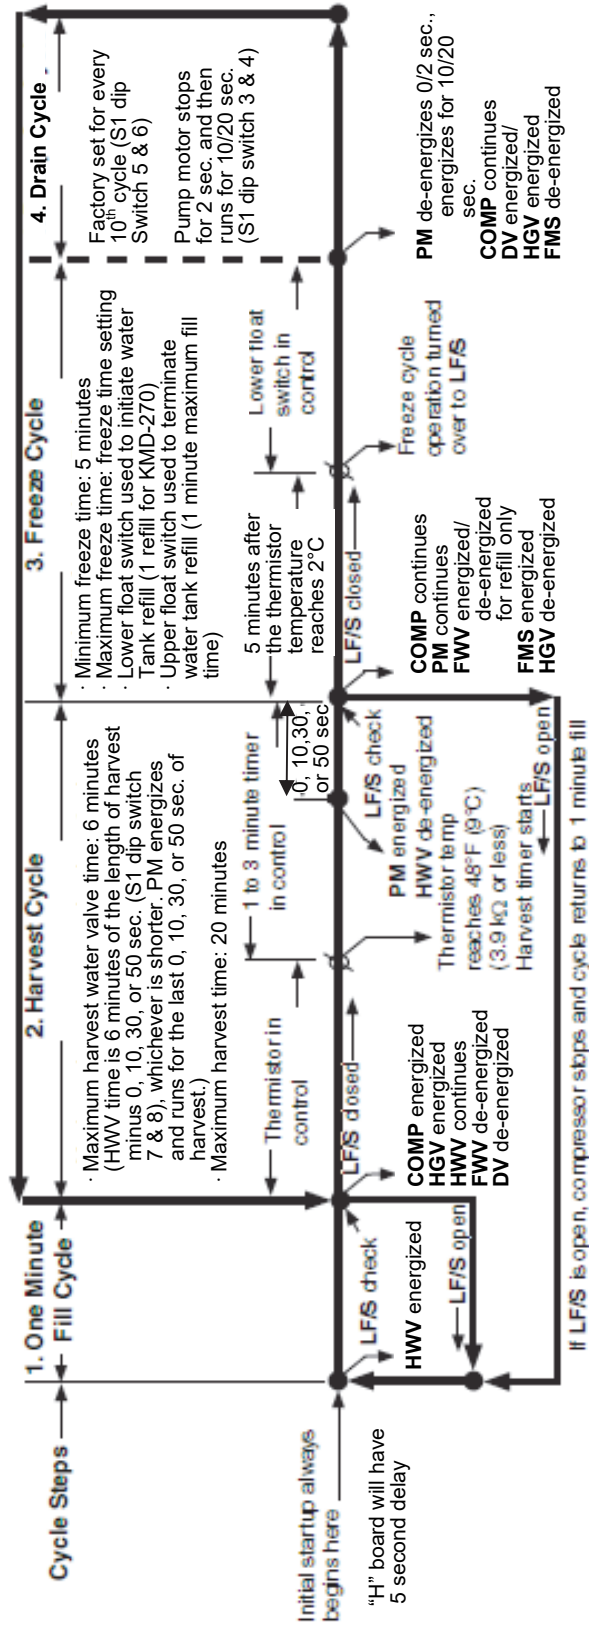 Cycle Steps
1. One Minute
Fill Cycle
2. Harvest Cycle
3. Freeze Cycle
4. Drain Cycle
· Maximum harvest water valve time: 6 minutes
(HWV time is 6 minutes of the length of harvest
minus 0, 10, 30, or 50 sec. (S1 dip switch
7 & 8), whichever is shorter. PM energizes
and runs for the last 0, 10, 30, or 50 sec. of
harvest.)
· Maximum harvest time: 20 minutes
· Minimum freeze time: 5 minutes
· Maximum freeze time: freeze time setting
· Lower float switch used to initiate water
Tank refill (1 refill for KMD-270)
· Upper float switch used to terminate
water tank refill (1 minute maximum fill
time)
Factory set for every
10th cycle (S1 dip
Switch 5 & 6)
Pump motor stops
for 2 sec. and then
runs for 10/20 sec.
(S1 dip switch 3 & 4)
Thermistor in
control
1 to 3 minute timer
in control
0, 10,30,
or 50 sec
5 minutes after
the thermistor
temperature
reaches 2°C
Lower float
switch in
control
Initial startup always
begins here
"H" board will have
5 second delay
LF/S check
HWV energized
LF/S open
LF/S closed
COMP energized
HGV energized
HWV continues
FWV de-energized
DV de-energized
Thermistor temp
reaches 48°F (9°C)
(3.9 kΩ or less)
Harvest timer starts
PM energized
HWV de-energized
LF/S check
LF/S open
LF/S closed
COMP continues
PM continues
FWV energized/
de-energized
for refill only
FMS energized
HGV de-energized
Freeze cycle
operation turned
over to LF/S
PM de-energizes 0/2 sec.,
energizes for 10/20
sec.
COMP continues
DV energized/
HGV energized
FMS de-energized
If LF/S is open, compressor stops and cycle returns to 1 minute fill